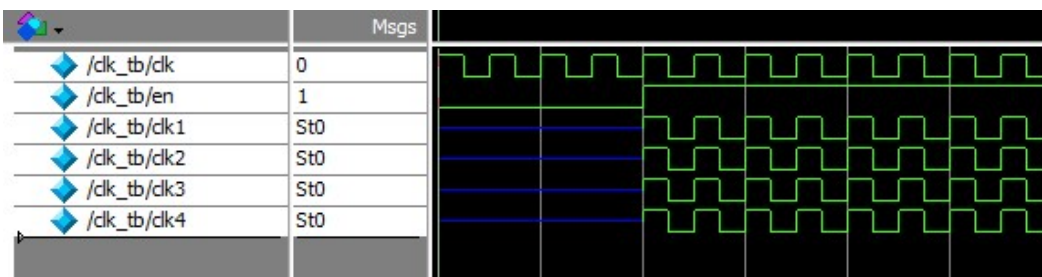 Msgs
/clk_tb/clk 0
/clk_tb/en 1
/clk_tb/clk1 St0
/clk_tb/clk2 St0
/clk_tb/clk3 St0
/clk_tb/clk4 St0